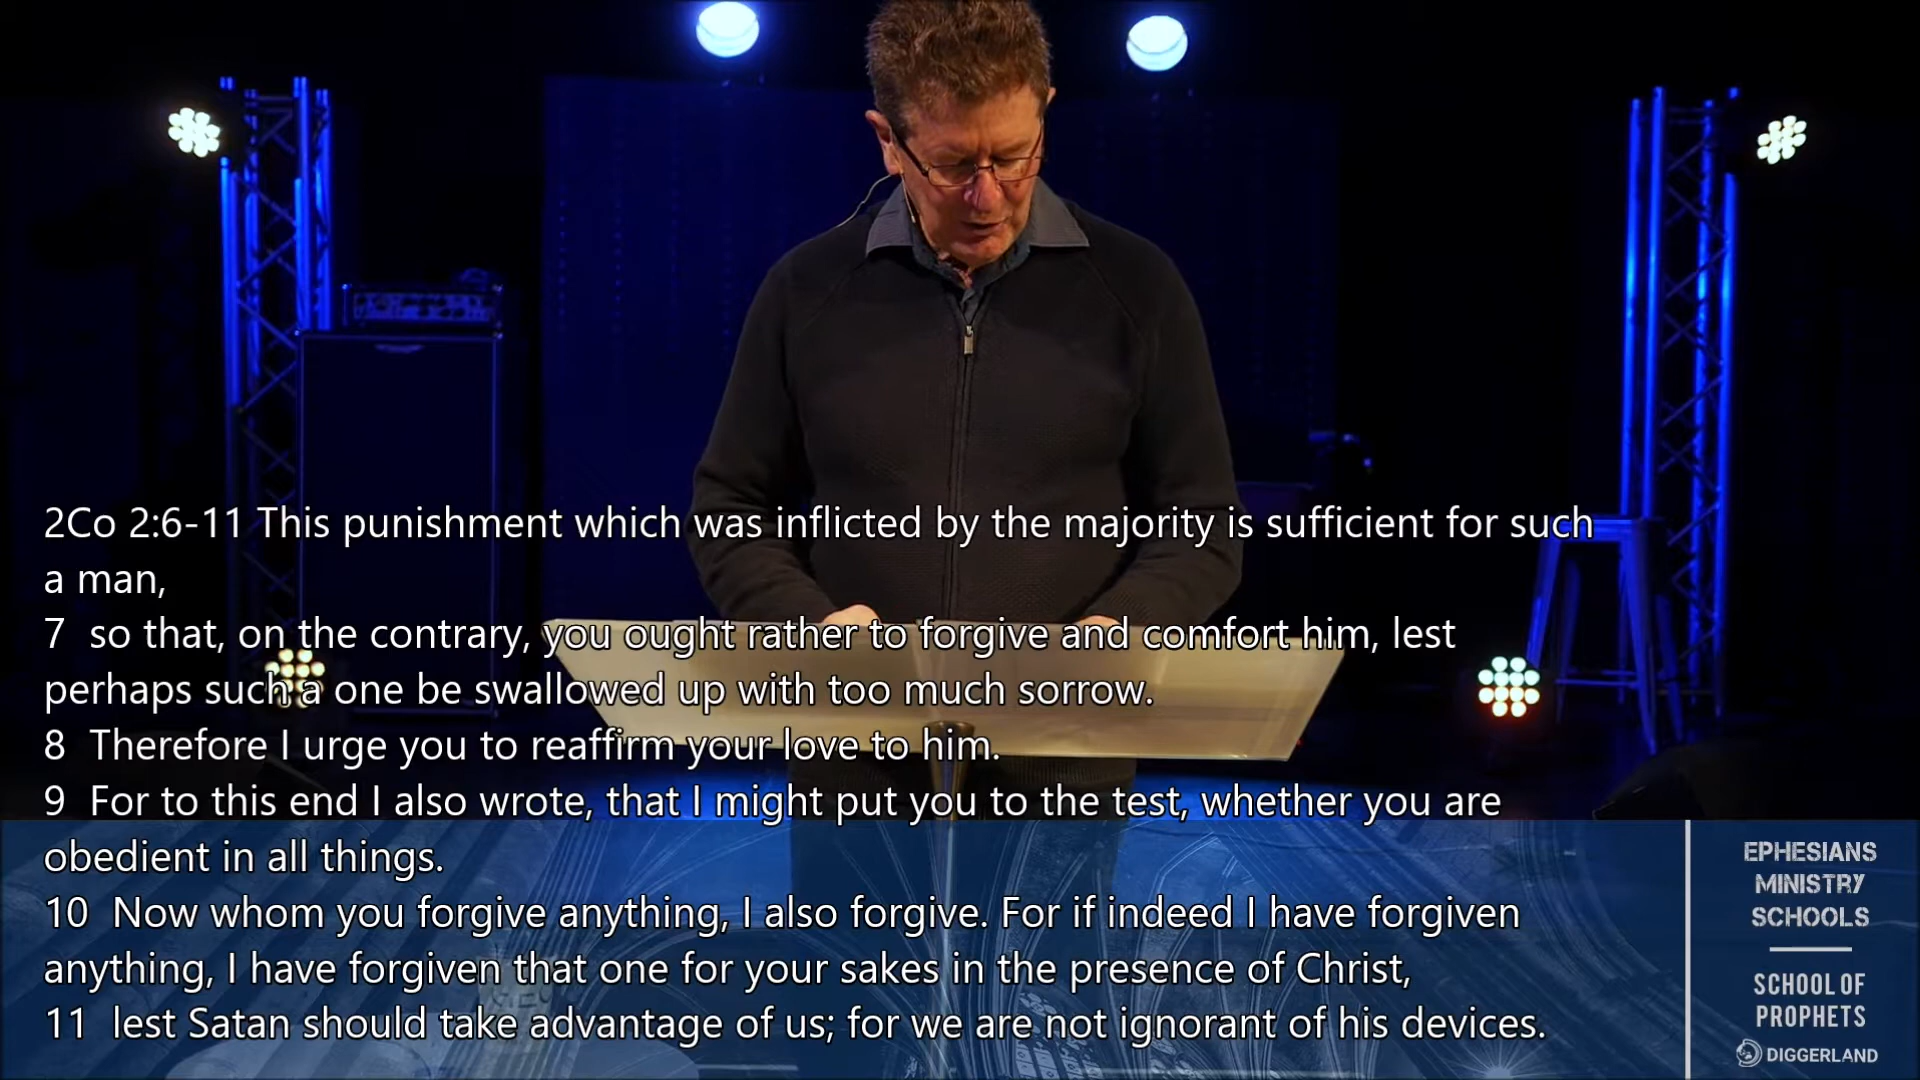 2Co 2:6-11 This punishment which was inflicted by the majority is sufficient for such
a man,
7 so that, on the contrary, you ought rather to forgive and comfort him, lest
perhaps such a one be swallowed up with too much sorrow.
8 Therefore I urge you to reaffirm your love to him.
9 For to this end I also wrote, that I might put you to the test, whether you are
obedient in all things.
10 Now whom you forgive anything, I also forgive. For if indeed I have forgiven
anything, I have forgiven that one for your sakes in the presence of Christ,
11 lest Satan should take advantage of us; for we are not ignorant of his devices.
EPHESIANS
MINISTRY
SCHOOLS
SCHOOL OF
PROPHETS
DIGGERLAND